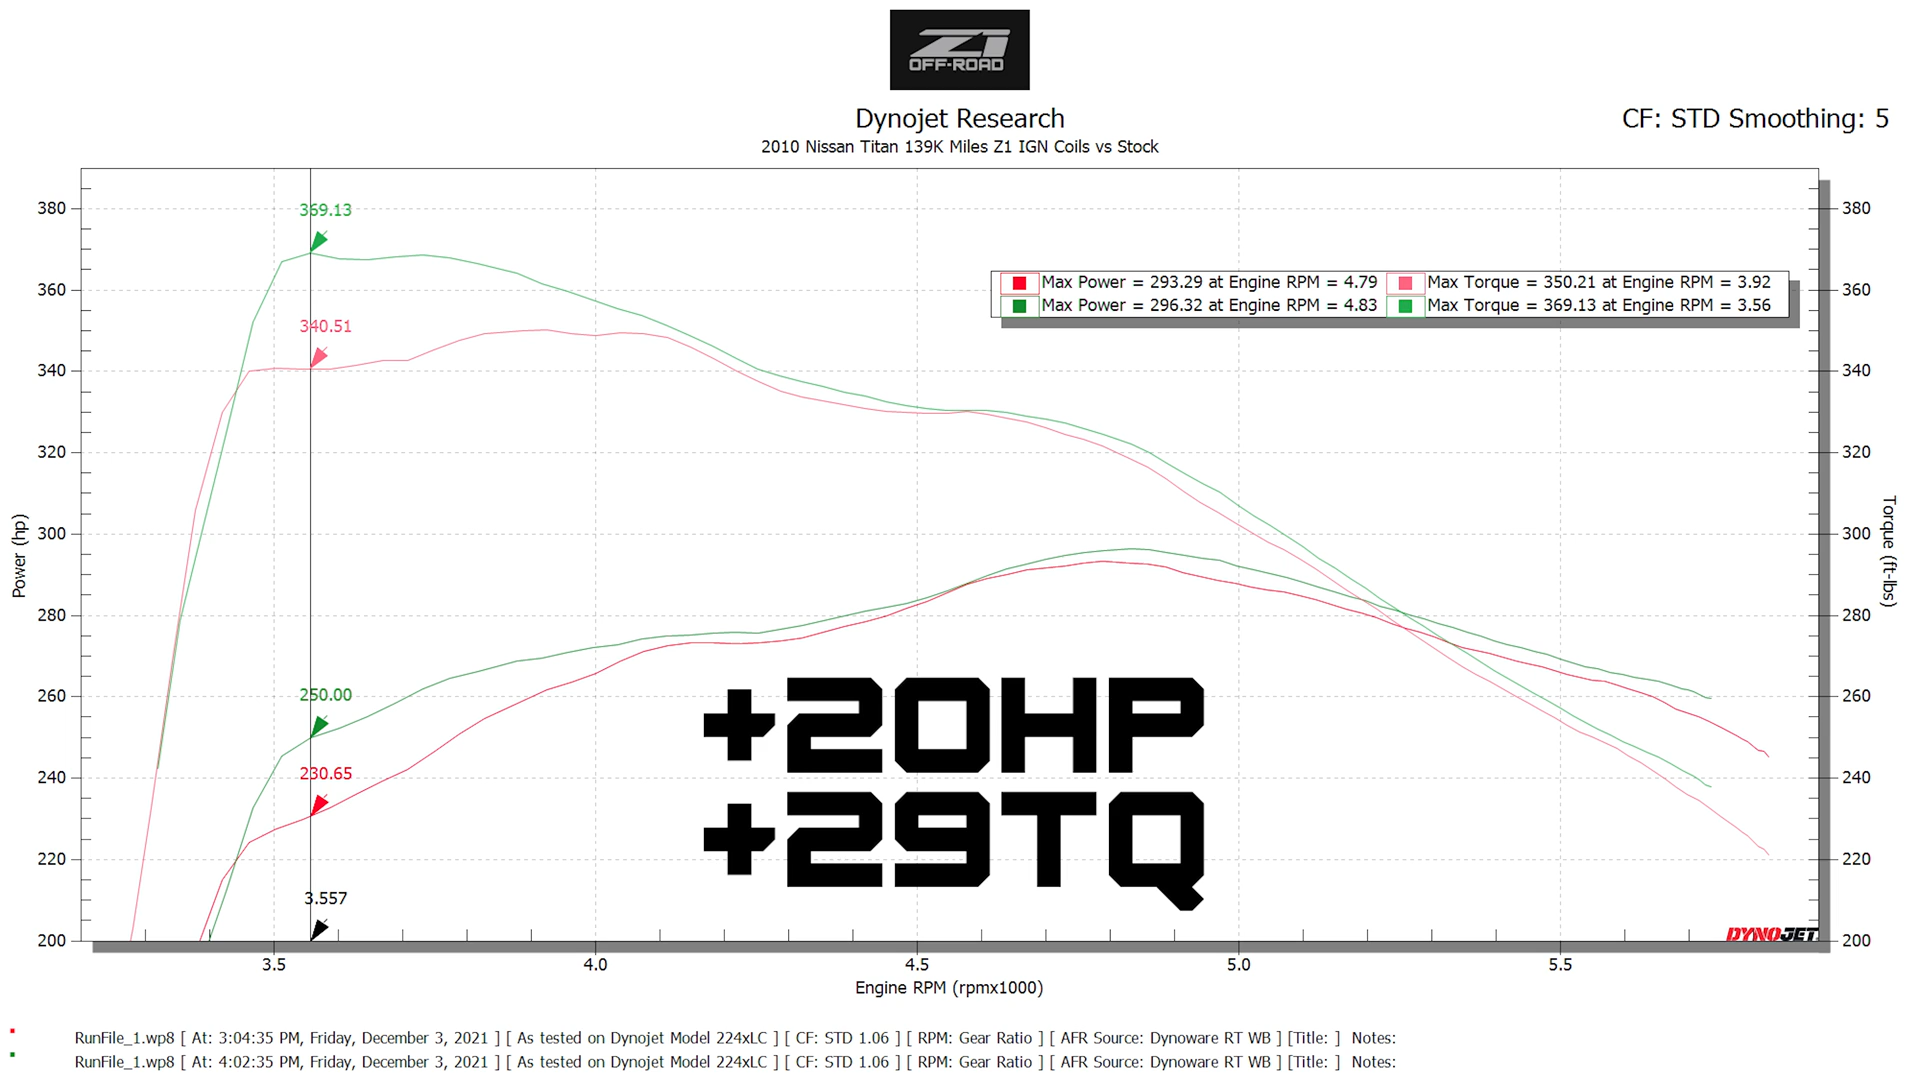 Z1
OFF-ROAD
Dynojet Research
CF: STD Smoothing: 5
2010 Nissan Titan 139K Miles Z1 IGN Coils vs Stock
Max Power = 293.29 at Engine RPM = 4.79 Max Torque = 350.21 at Engine RPM = 3.92
Max Power = 296.32 at Engine RPM = 4.83 Max Torque = 369.13 at Engine RPM = 3.56
380
360
340
320
300
280
260
240
220
200
Power (hp)
369.13
340.51
250.00
230.65
3.557
+20HP
+29TQ
380
360
340
320
300
280
260
240
220
200
Torque (ft-lbs)
DYNOJET
3.5 4.0 4.5 5.0 5.5
Engine RPM (rpmx1000)
RunFile_1.wp8 [ At: 3:04:35 PM, Friday, December 3, 2021 ] [ As tested on Dynojet Model 224xLC ] [ CF: STD 1.06 ] [ RPM: Gear Ratio ] [ AFR Source: Dynoware RT WB ] [Title: ] Notes:
RunFile_1.wp8 [ At: 4:02:35 PM, Friday, December 3, 2021 ] [ As tested on Dynojet Model 224xLC ] [ CF: STD 1.06 ] [ RPM: Gear Ratio ] [ AFR Source: Dynoware RT WB ] [Title: ] Notes: